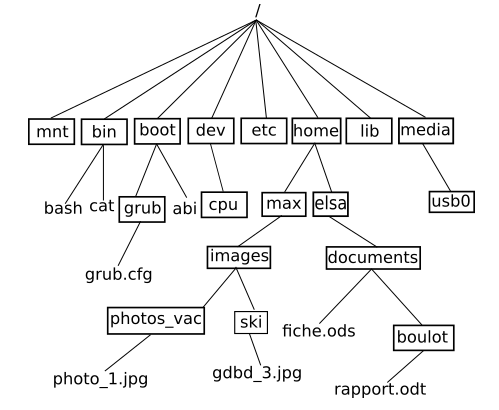 /
mnt bin boot dev etc home lib media
bash cat grub abi cpu max elsa usb0
grub.cfg images documents
photos_vac ski fiche.ods boulot
photo_1.jpg gdbd_3.jpg rapport.odt